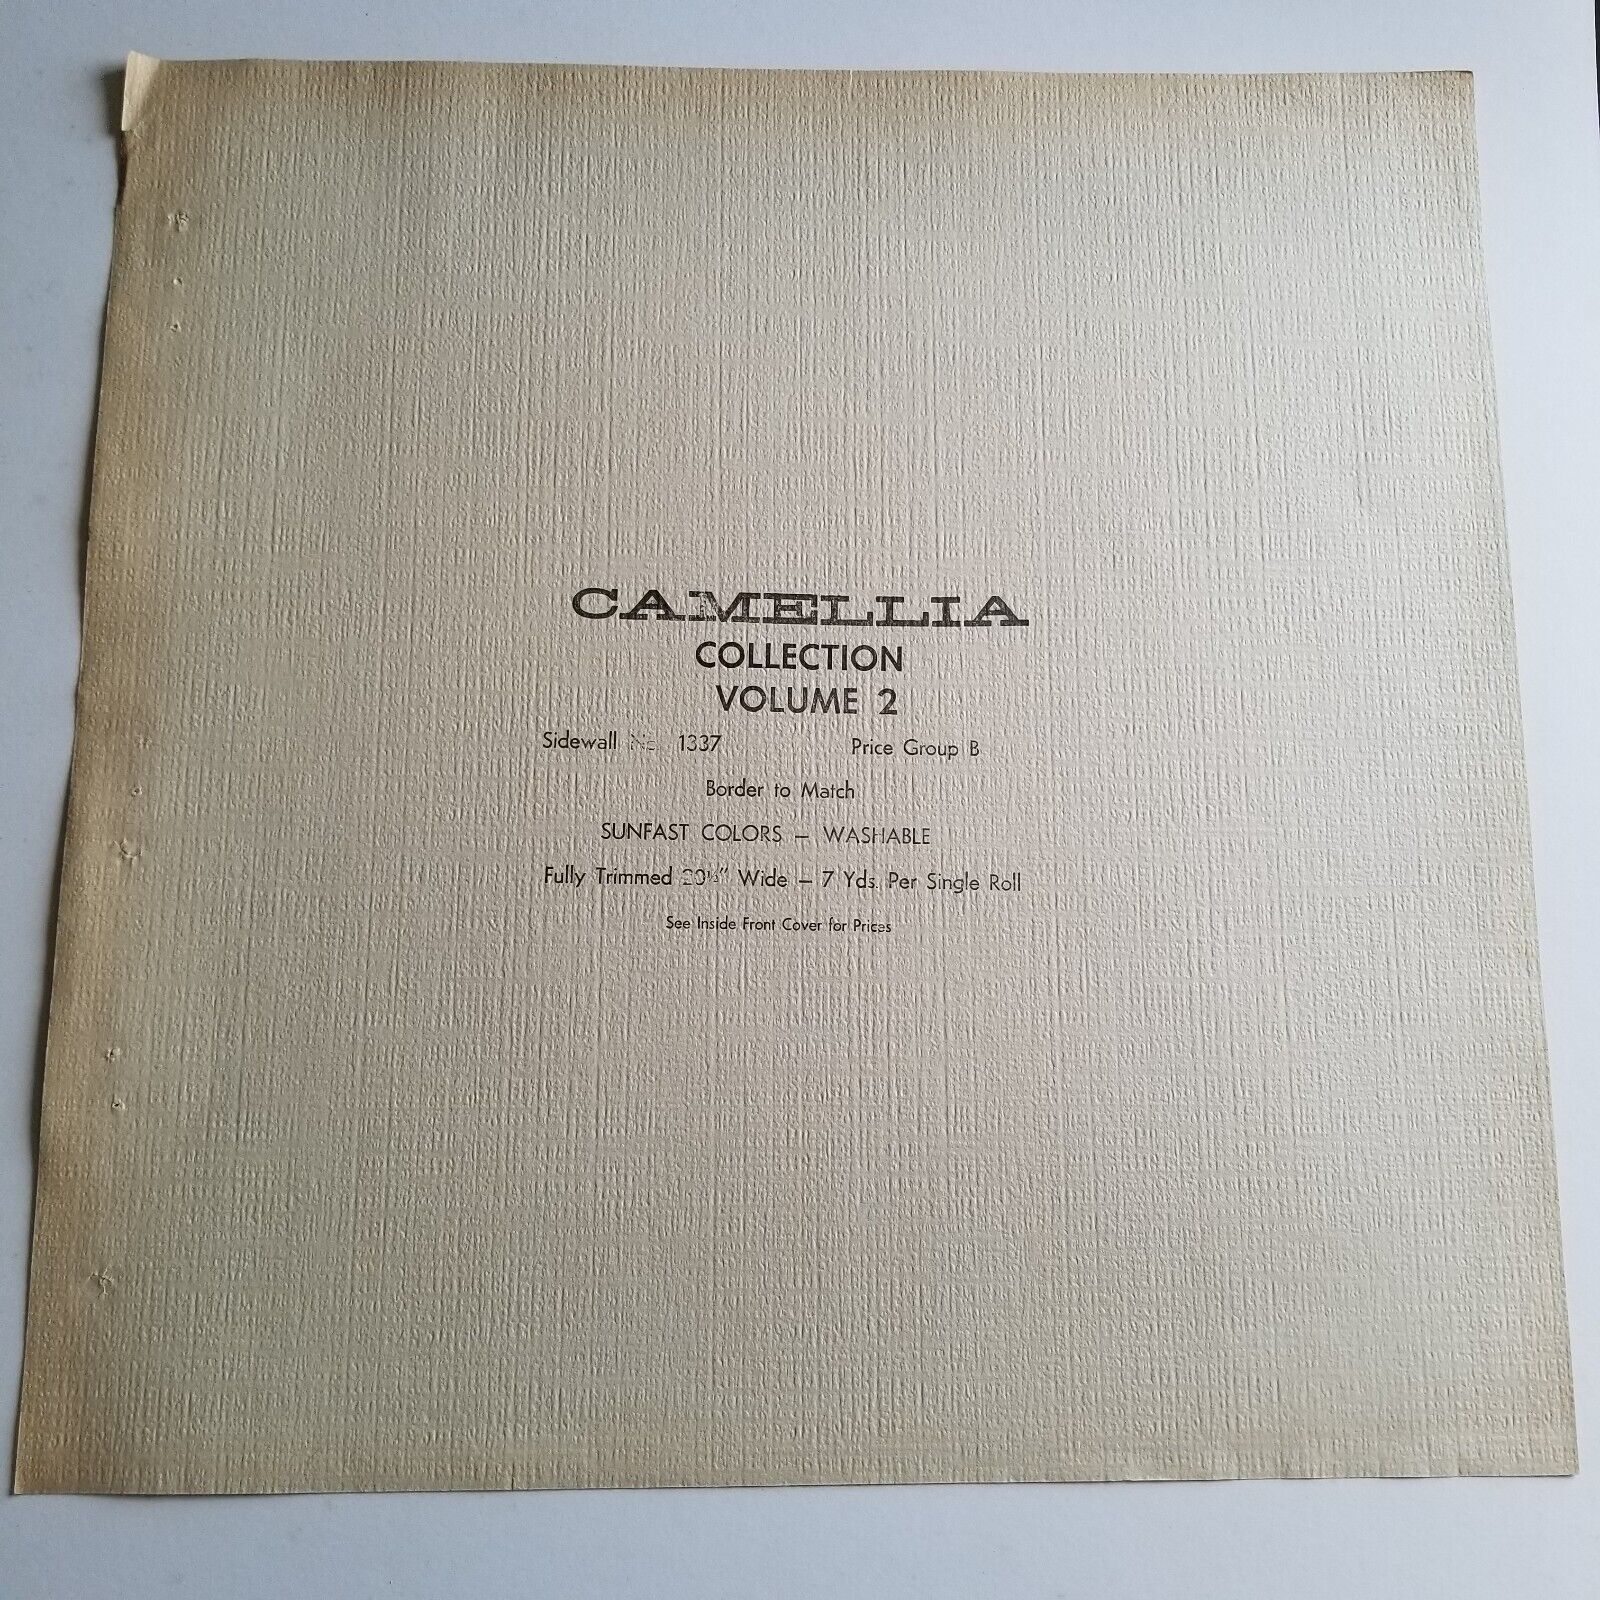 CAMELLIA
COLLECTION
VOLUME 2
Sidewall No. 1337 Price Group B
Border to Match
SUNFAST COLORS – WASHABLE
Fully Trimmed Wide – 7 Yds. Per Single Roll
See Inside Front Cover for Prices